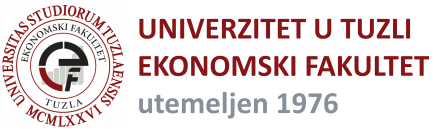 UNIVERSITAS STUDIORUM TUZLAENSIS
MCMLXXVI
EKONOMSKI FAKULTET
TUZLA
UNIVERZITET U TUZLI
EKONOMSKI FAKULTET
utemeljen 1976